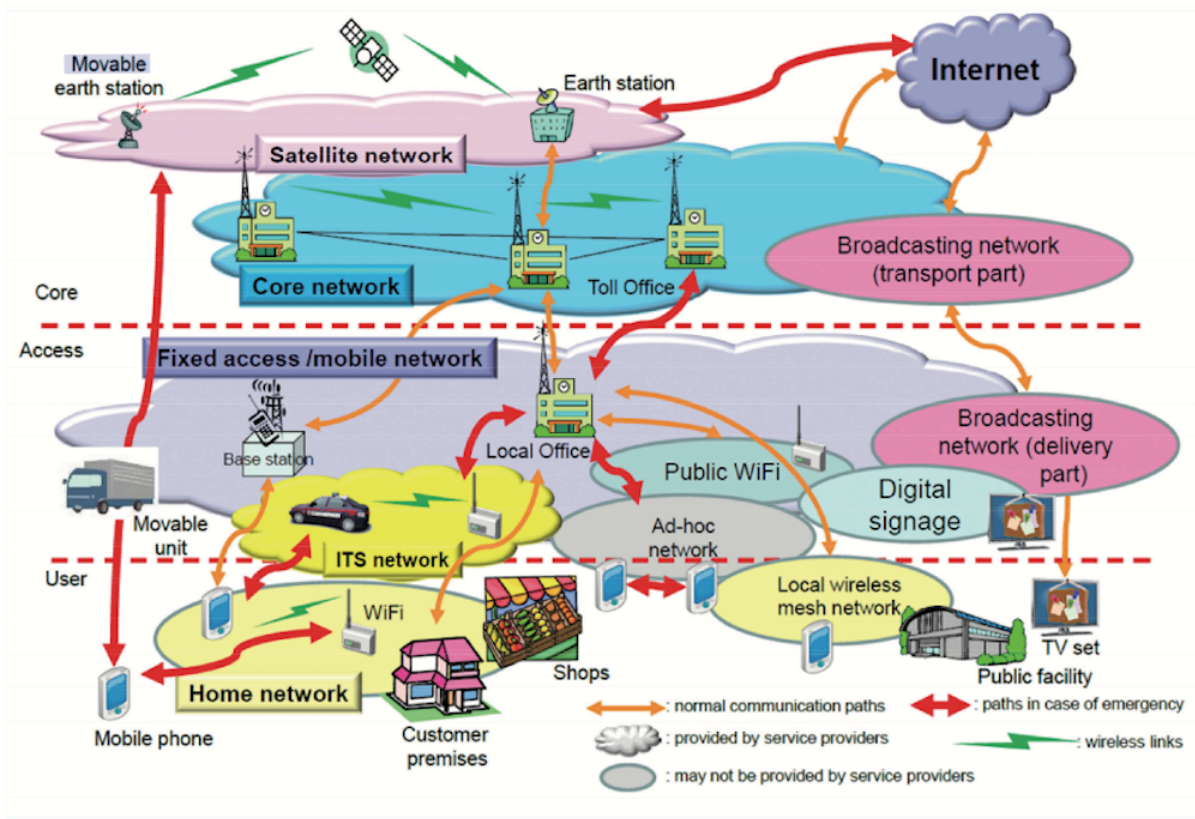 Movable
earth station
Earth station
Internet
Satellite network
Broadcasting network
(transport part)
Core network
Toll Office
Core
Access
Fixed access /mobile network
Broadcasting
network (delivery
part)
Base station
Local Office
Public WiFi
Digital
signage
Movable
unit
Ad-hoc
network
ITS network
User
WiFi
Local wireless
mesh network
TV set
Shops
Public facility
Home network
Mobile phone
Customer
premises
: normal communication paths
: paths in case of emergency
: provided by service providers
: wireless links
: may not be provided by service providers